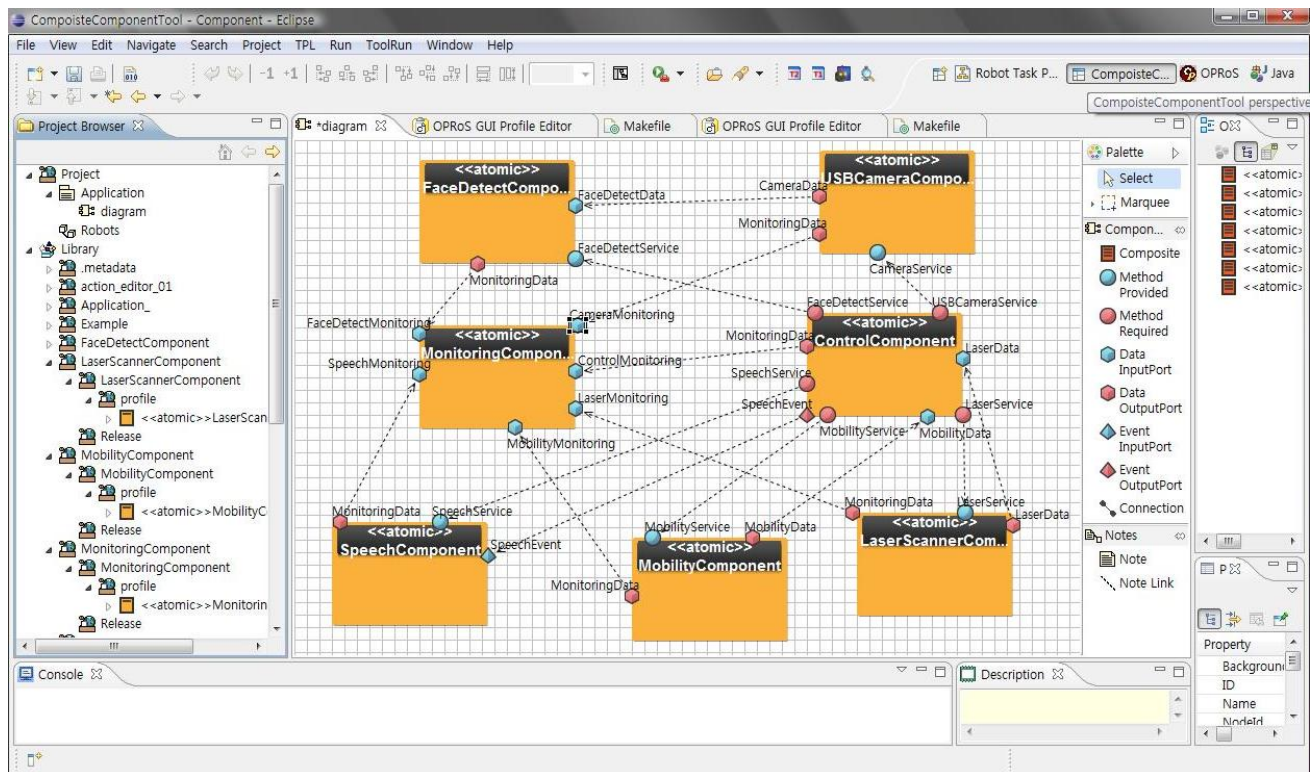 CompoisteComponentTool - Component - Eclipse
File View Edit Navigate Search Project TPL Run ToolRun Window Help
010
-1 +1
Robot Task P...
CompoisteC...
OPRoS
Java
CompoisteComponentTool perspective
Project Browser
*diagram
OPRoS GUI Profile Editor
Makefile
OPRoS GUI Profile Editor
Makefile
Project
Application
diagram
Robots
Library
.metadata
action_editor_01
Application_
Example
FaceDetectComponent
LaserScannerComponent
LaserScannerComponent
profile
<<atomic>>LaserScan
Release
MobilityComponent
MobilityComponent
profile
<<atomic>>MobilityC
Release
MonitoringComponent
MonitoringComponent
profile
<<atomic>>Monitorin
Release
<<atomic>>
FaceDetectCompo...
FaceDetectData
FaceDetectService
MonitoringData
<<atomic>>
USBCameraCompo...
CameraData
MonitoringData
CameraService
<<atomic>>
MonitoringCompon...
FaceDetectMonitoring
SpeechMonitoring
CameraMonitoring
ControlMonitoring
LaserMonitoring
MobilityMonitoring
FaceDetectService
USBCameraService
<<atomic>>
ControlComponent
MonitoringData
LaserData
SpeechService
SpeechEvent
LaserService
MobilityService
MobilityData
MonitoringData
SpeechService
<<atomic>>
SpeechComponent
SpeechEvent
MobilityService
MobilityData
<<atomic>>
MobilityComponent
MonitoringData
MonitoringData
LaserService
LaserData
<<atomic>>
LaserScannerCom...
Palette
Select
Marquee
Compon...
Composite
Method
Provided
Method
Required
Data
InputPort
Data
OutputPort
Event
InputPort
Event
OutputPort
Connection
Notes
Note
Note Link
<<atomic>
<<atomic>
<<atomic>
<<atomic>
<<atomic>
<<atomic>
<<atomic>
Property
Background
ID
Name
NodeId
Console
Description